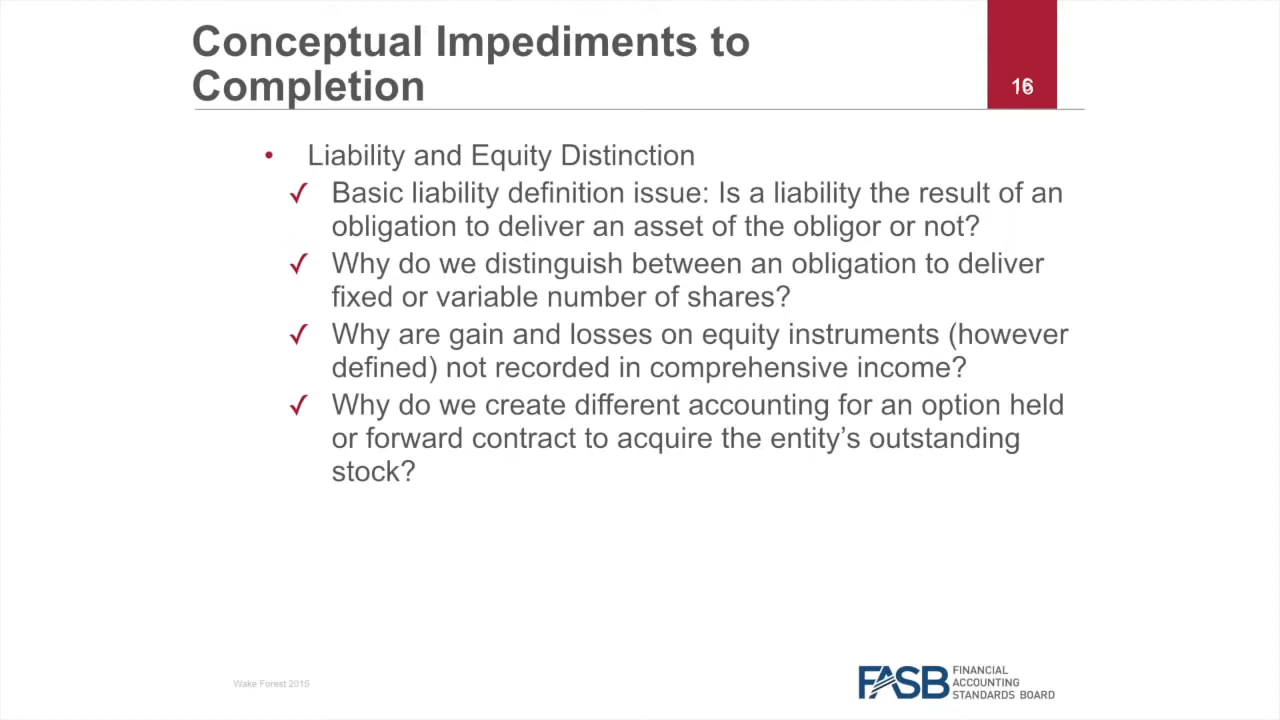 Conceptual Impediments to
Completion
16
• Liability and Equity Distinction
✓ Basic liability definition issue: Is a liability the result of an
obligation to deliver an asset of the obligor or not?
✓ Why do we distinguish between an obligation to deliver
fixed or variable number of shares?
✓ Why are gain and losses on equity instruments (however
defined) not recorded in comprehensive income?
✓ Why do we create different accounting for an option held
or forward contract to acquire the entity’s outstanding
stock?
Wake Forest 2015
FASB
FINANCIAL
ACCOUNTING
STANDARDS BOARD